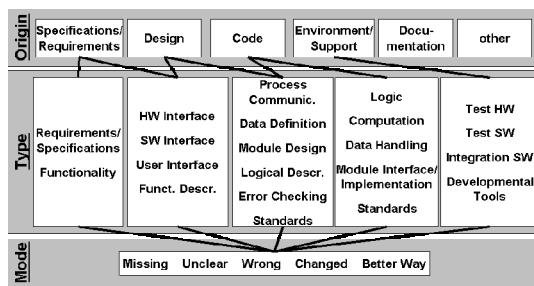 Origin
Specifications/
Requirements
Design
Code
Environment/
Support
Docu-
mentation
other
Type
Requirements/
Specifications
Functionality
HW Interface
SW Interface
User Interface
Funct. Descr.
Process
Communic.
Data Definition
Module Design
Logical Descr.
Error Checking
Standards
Logic
Computation
Data Handling
Module Interface/
Implementation
Standards
Test HW
Test SW
Integration SW
Developmental
Tools
Mode
Missing Unclear Wrong Changed Better Way